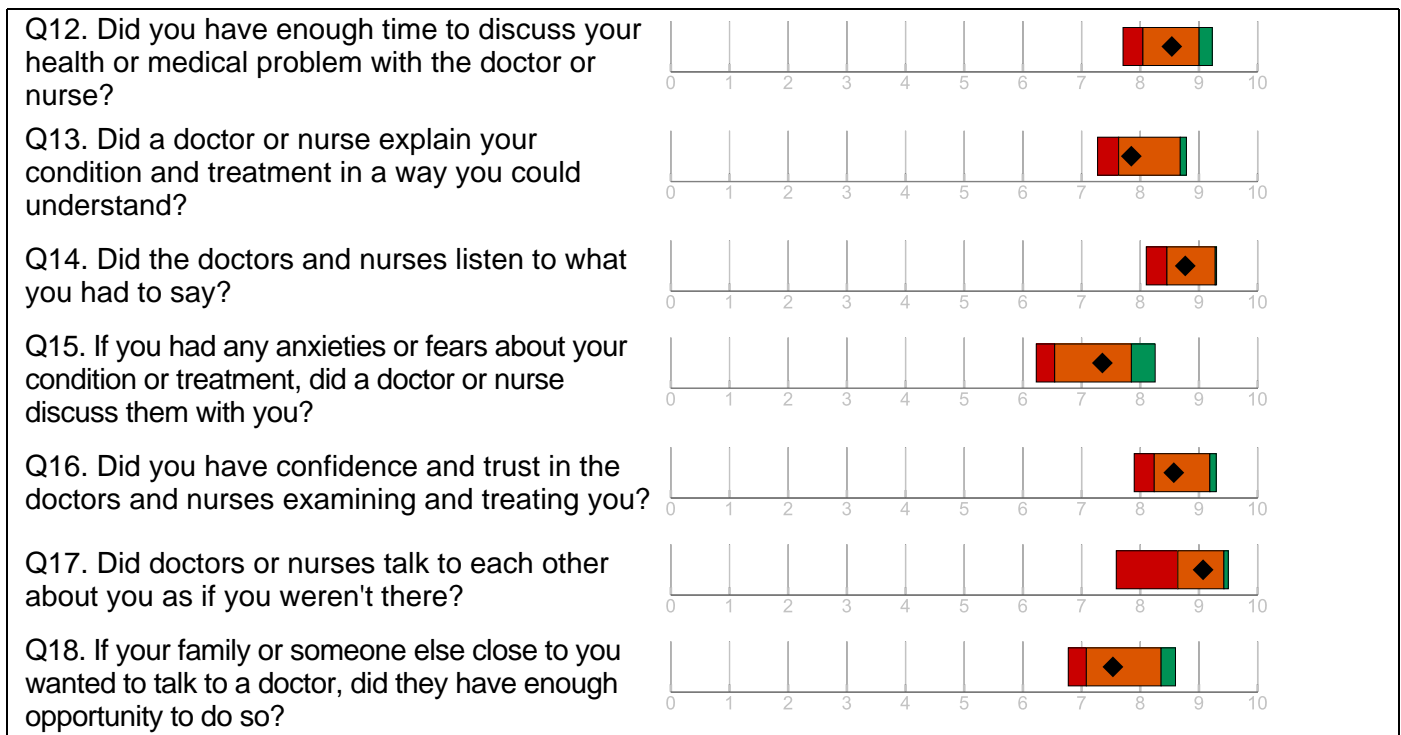 Q12. Did you have enough time to discuss your
health or medical problem with the doctor or
nurse?
0 1 2 3 4 5 6 7 8 9 10
Q13. Did a doctor or nurse explain your
condition and treatment in a way you could
understand?
0 1 2 3 4 5 6 7 8 9 10
Q14. Did the doctors and nurses listen to what
you had to say?
0 1 2 3 4 5 6 7 8 9 10
Q15. If you had any anxieties or fears about your
condition or treatment, did a doctor or nurse
discuss them with you?
0 1 2 3 4 5 6 7 8 9 10
Q16. Did you have confidence and trust in the
doctors and nurses examining and treating you?
0 1 2 3 4 5 6 7 8 9 10
Q17. Did doctors or nurses talk to each other
about you as if you weren't there?
0 1 2 3 4 5 6 7 8 9 10
Q18. If your family or someone else close to you
wanted to talk to a doctor, did they have enough
opportunity to do so?
0 1 2 3 4 5 6 7 8 9 10